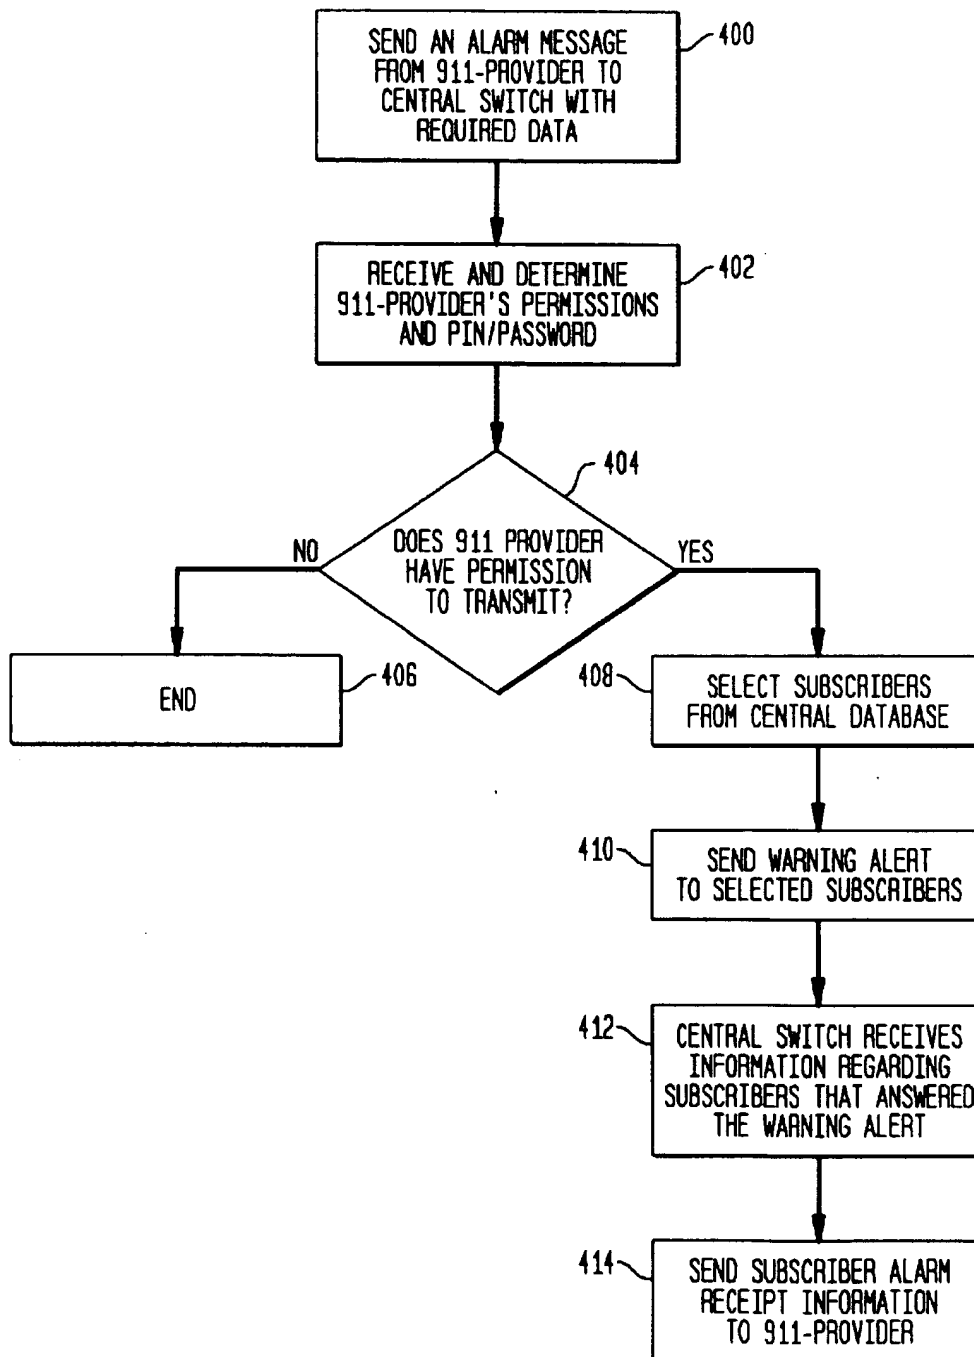 SEND AN ALARM MESSAGE
FROM 911-PROVIDER TO
CENTRAL SWITCH WITH
REQUIRED DATA
400
RECEIVE AND DETERMINE
911-PROVIDER'S PERMISSIONS
AND PIN/PASSWORD
402
404
DOES 911 PROVIDER
HAVE PERMISSION
TO TRANSMIT?
NO
YES
END
406
408
SELECT SUBSCRIBERS
FROM CENTRAL DATABASE
410
SEND WARNING ALERT
TO SELECTED SUBSCRIBERS
412
CENTRAL SWITCH RECEIVES
INFORMATION REGARDING
SUBSCRIBERS THAT ANSWERED
THE WARNING ALERT
414
SEND SUBSCRIBER ALARM
RECEIPT INFORMATION
TO 911-PROVIDER